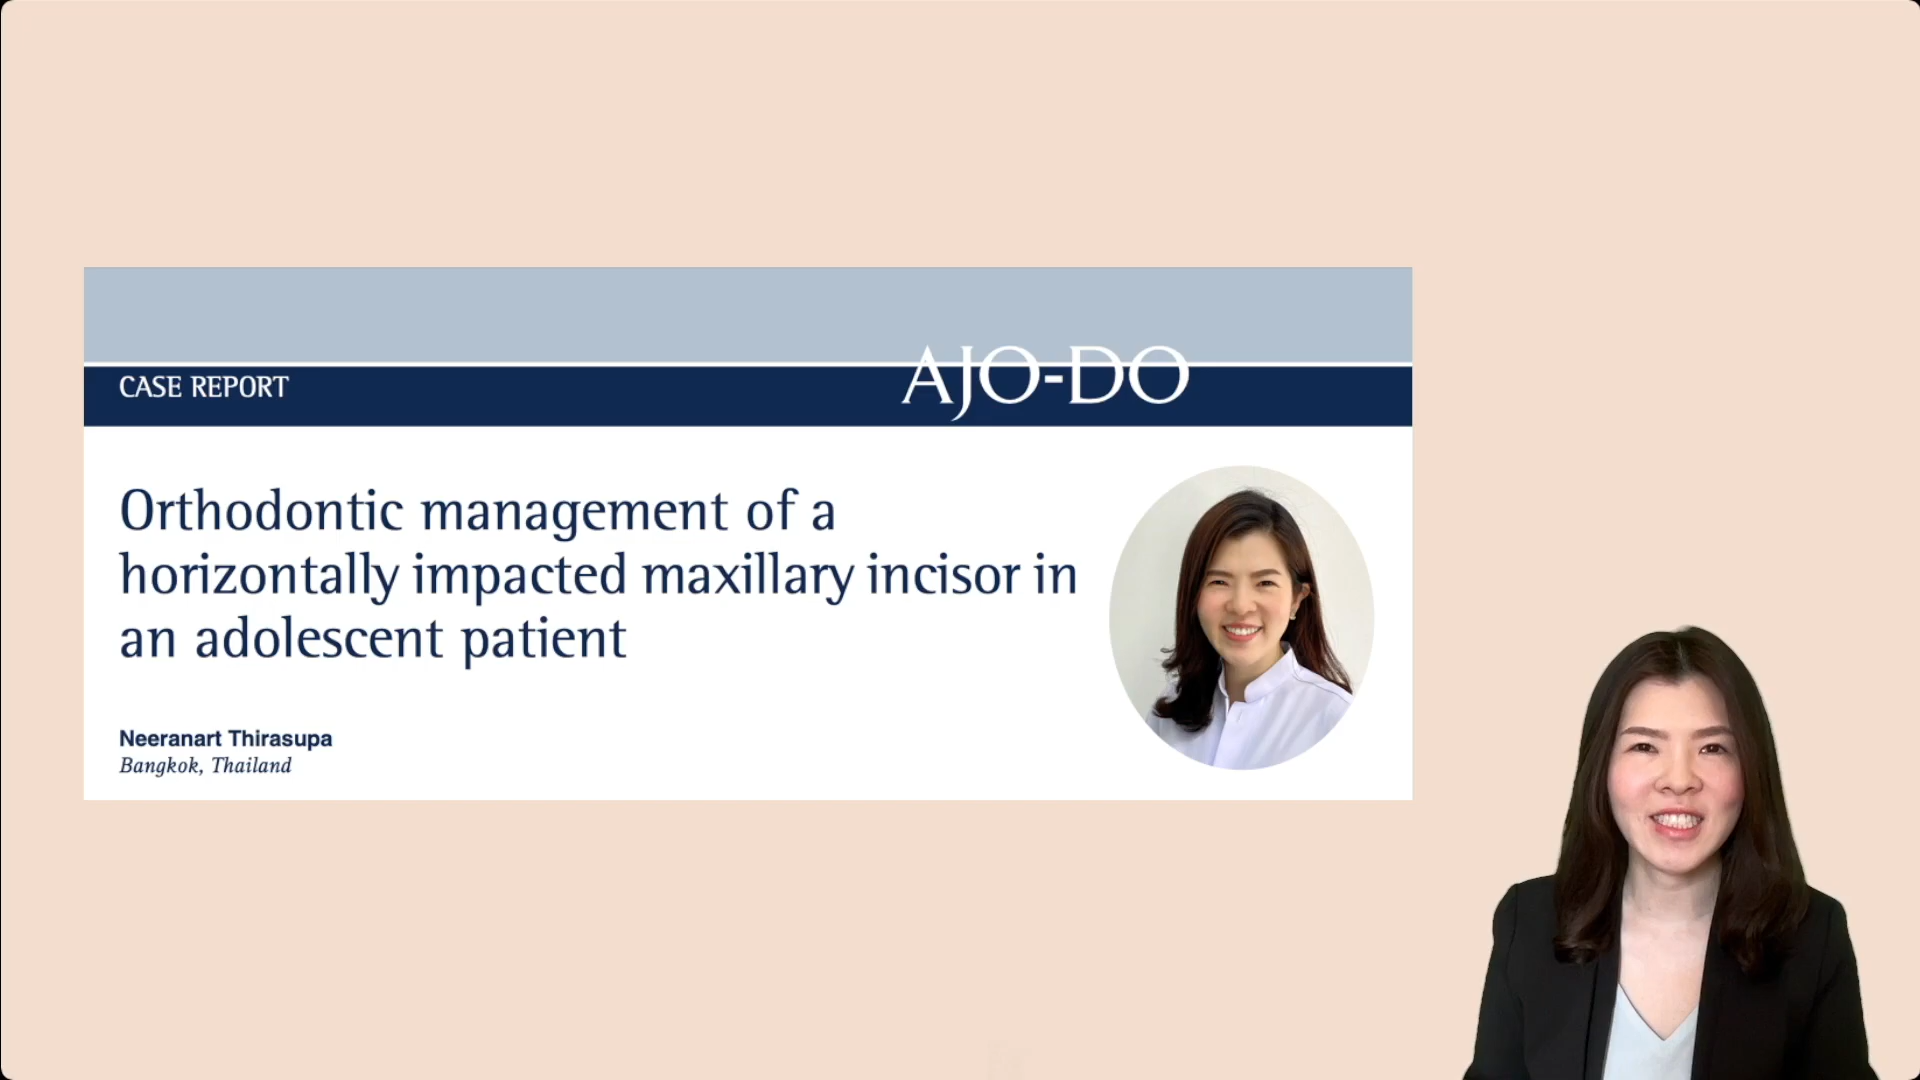 CASE REPORT
AJO-DO
Orthodontic management of a
horizontally impacted maxillary incisor in
an adolescent patient
Neeranart Thirasupa
Bangkok, Thailand